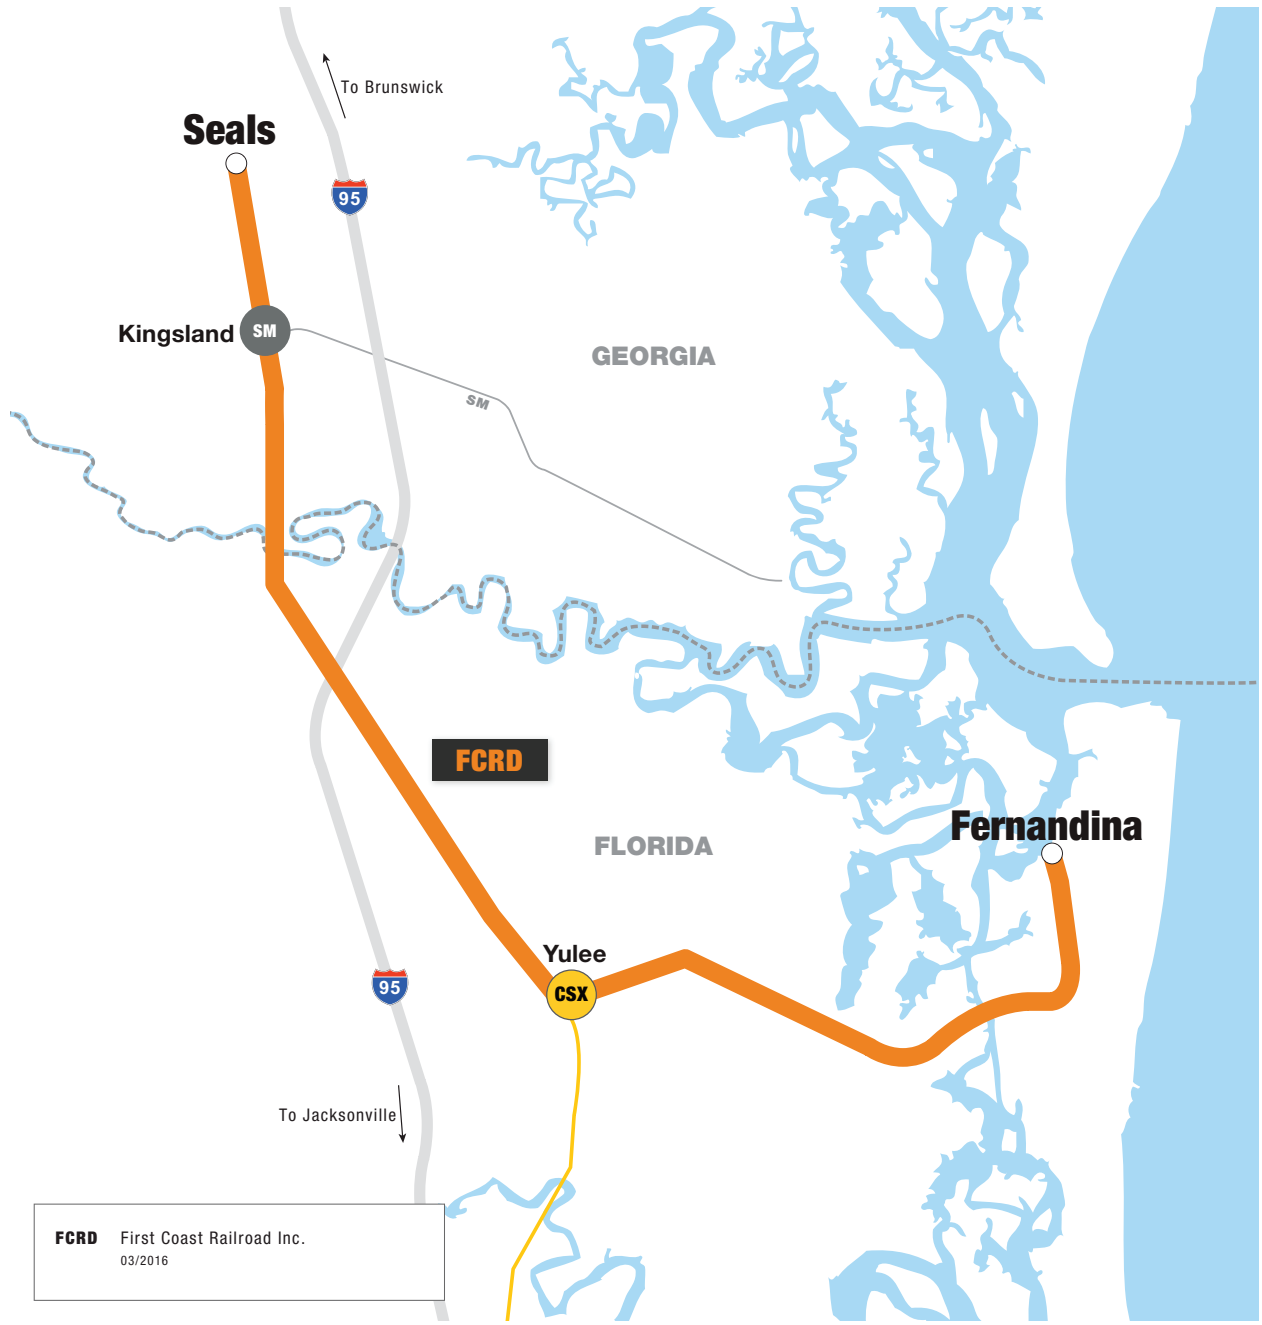 To Brunswick
Seals
95
Kingsland
SM
GEORGIA
SM
FCRD
FLORIDA
Fernandina
Yulee
CSX
95
To Jacksonville
FCRD First Coast Railroad Inc.
03/2016